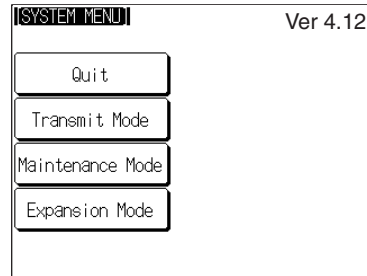 [SYSTEM MENU]
Ver 4.12
Quit
Transmit Mode
Maintenance Mode
Expansion Mode